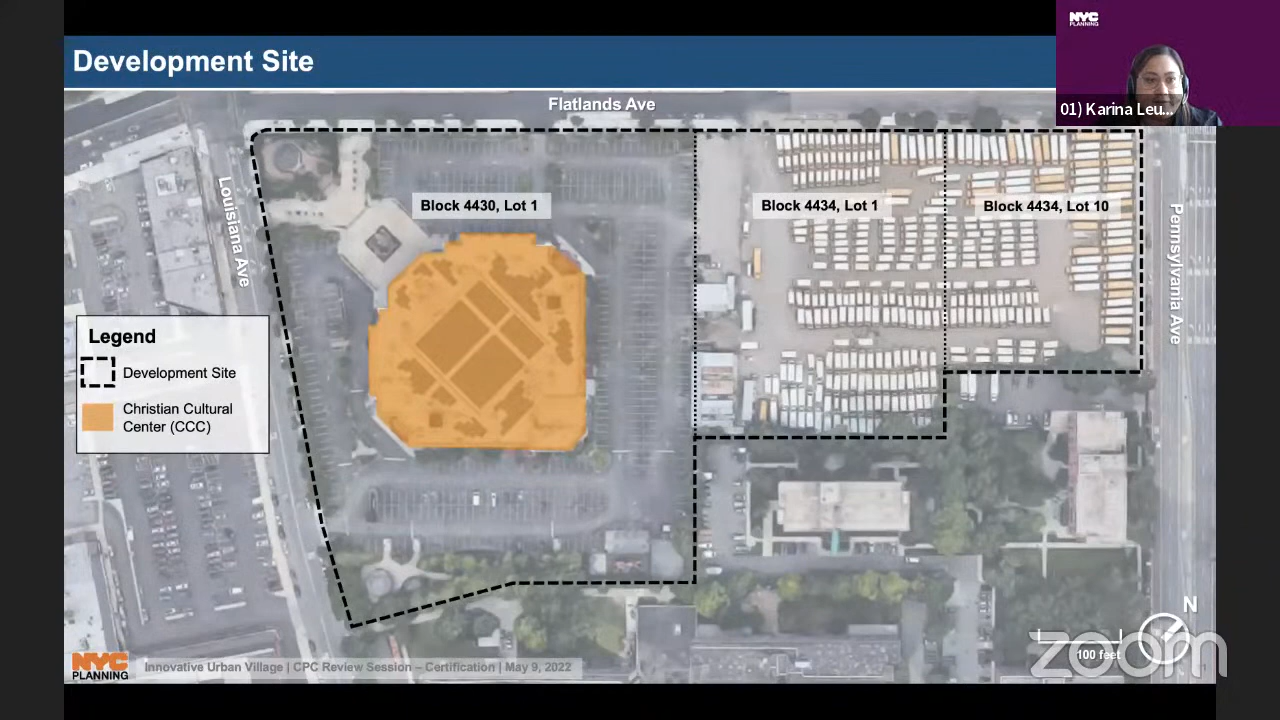 NYC
PLANNING
01) Karina Leu...
Development Site
Flatlands Ave
Louisiana Ave
Block 4430, Lot 1
Block 4434, Lot 1
Block 4434, Lot 10
Pennsylvania Ave
Legend
Development Site
Christian Cultural
Center (CCC)
N
100 feet
zoom
NYC
PLANNING
Innovative Urban Village | CPC Review Session – Certification | May 9, 2022